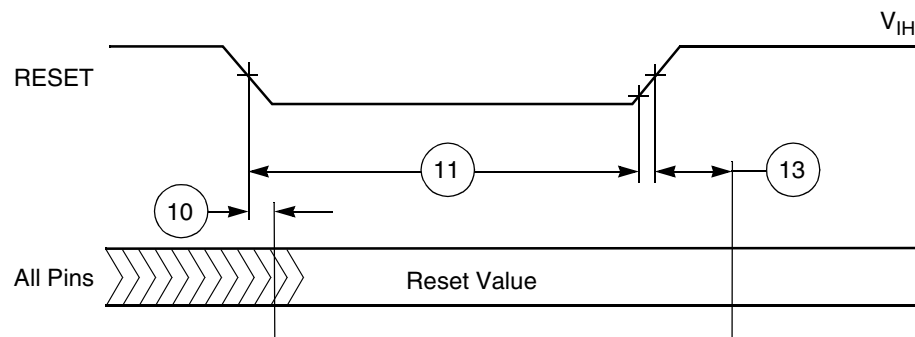 V_IH
RESET
11
13
10
All Pins
Reset Value